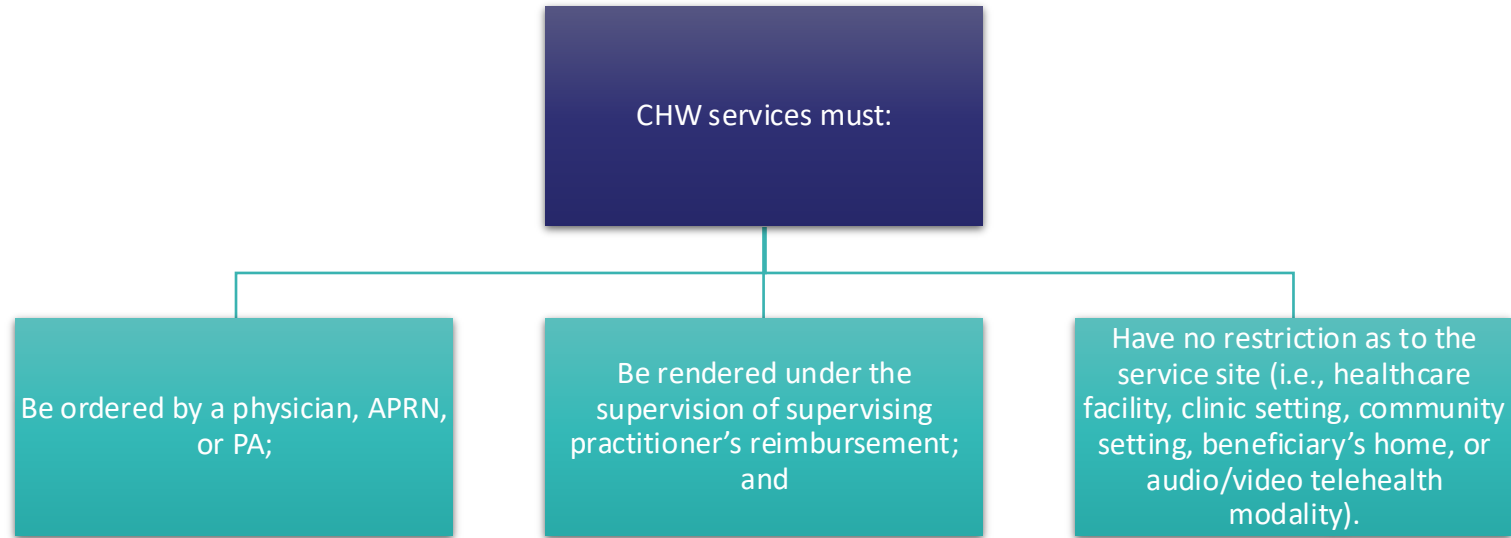 CHW services must:
Be ordered by a physician, APRN,
or PA;
Be rendered under the
supervision of supervising
practitioner’s reimbursement;
and
Have no restriction as to the
service site (i.e., healthcare
facility, clinic setting, community
setting, beneficiary’s home, or
audio/video telehealth
modality).